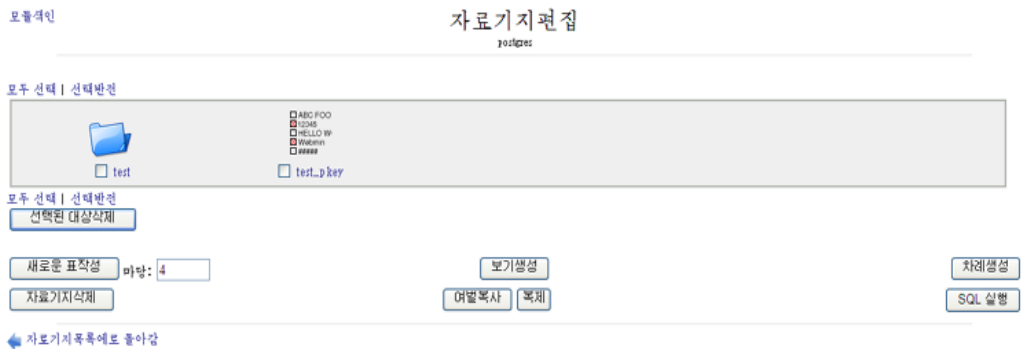 모듈색인
자료기지편집
postgres
모두 선택 | 선택반전
ABC FOO
12345
HELLO W
Webmin
#####
test
test_pkey
모두 선택 | 선택반전
선택된 대상삭제
새로운 표작성 마당: 4 보기생성 차례생성
자료기지삭제 여벌복사 복제 SQL 실행
자료기지목록에로 돌아감